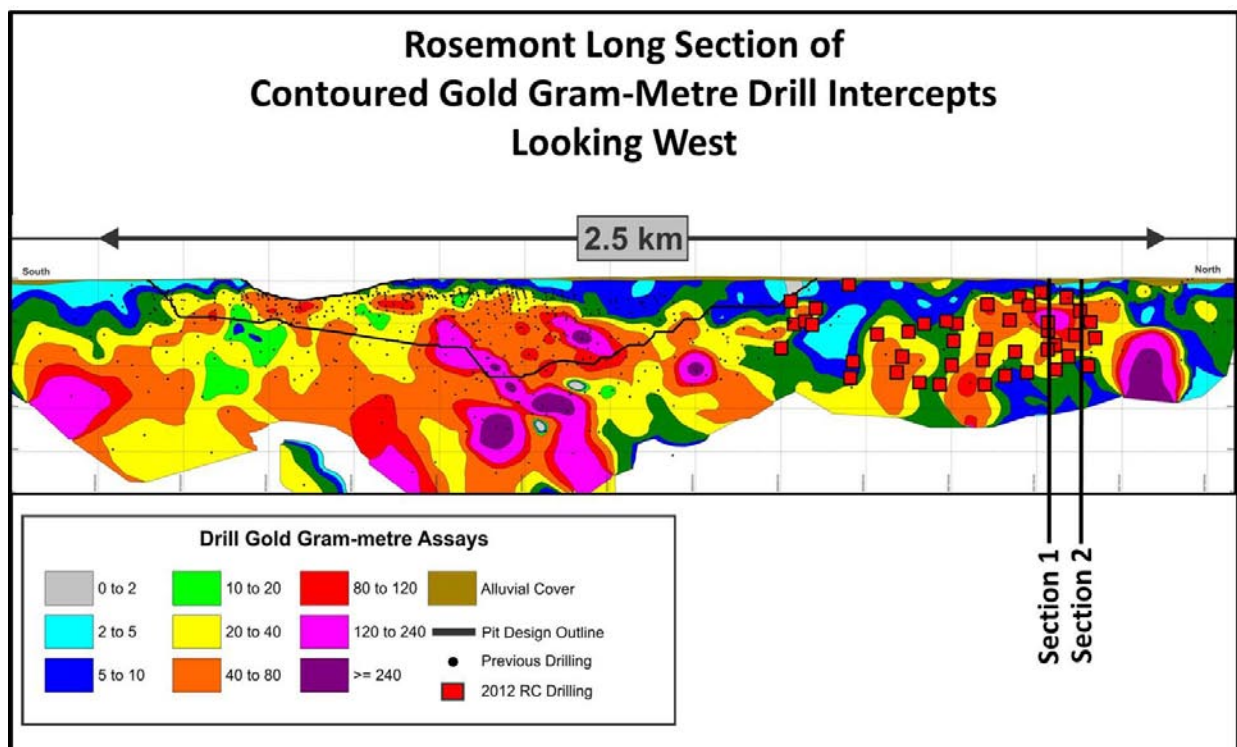 Rosemont Long Section of
Contoured Gold Gram-Metre Drill Intercepts
Looking West
2.5 km
South
North
Section 1
Section 2
Drill Gold Gram-metre Assays
0 to 2
10 to 20
80 to 120
Alluvial Cover
2 to 5
20 to 40
120 to 240
Pit Design Outline
Previous Drilling
5 to 10
40 to 80
>= 240
2012 RC Drilling